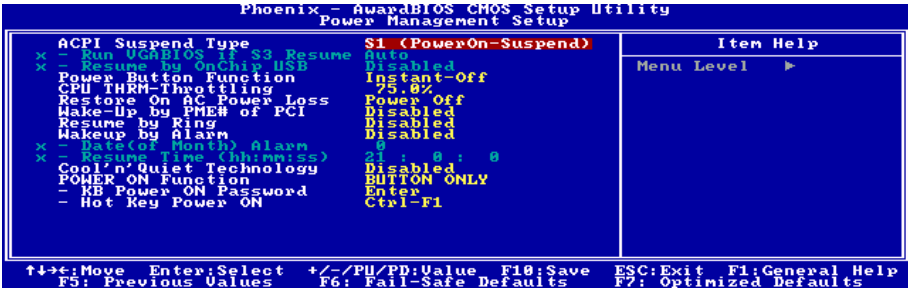 Phoenix - AwardBIOS CMOS Setup Utility
Power Management Setup
ACPI Suspend Type S1 (PowerOn-Suspend)
x - Run VGABIOS if S3 Resume Auto
x - Resume by OnChip USB Disabled
Power Button Function Instant-Off
CPU THRM-Throttling 75.0%
Restore On AC Power Loss Power Off
Wake-Up by PME# of PCI Disabled
Resume by Ring Disabled
Wakeup by Alarm Disabled
x - Date(of Month) Alarm 0
x - Resume Time (hh:mm:ss) 21 : 0 : 0
Cool'n'Quiet Technology Disabled
POWER ON Function BUTTON ONLY
- KB Power ON Password Enter
- Hot Key Power ON Ctrl-F1
Item Help
Menu Level ►
↑↓→←:Move Enter:Select +/-/PU/PD:Value F10:Save ESC:Exit F1:General Help
F5: Previous Values F6: Fail-Safe Defaults F7: Optimized Defaults